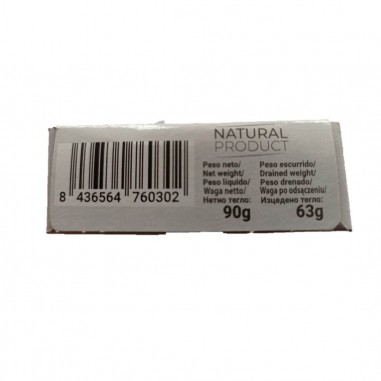 NATURAL
PRODUCT
Peso neto/
Net weight/
Peso líquido/
Waga netto/
Нетно тегло:
90g
Peso escurrido/
Drained weight/
Peso drenado/
Waga po odsączeniu/
Изцедено тегло:
63g
8 436564 760302